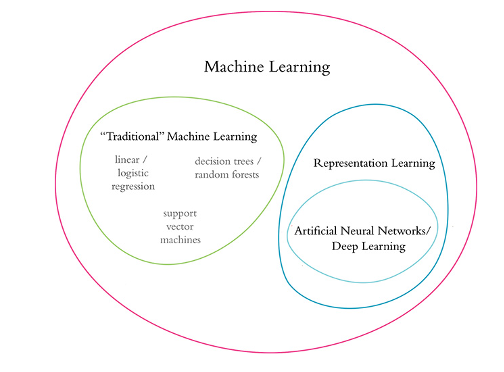 Machine Learning
“Traditional” Machine Learning
linear /
logistic
regression
decision trees /
random forests
support
vector
machines
Representation Learning
Artificial Neural Networks/
Deep Learning